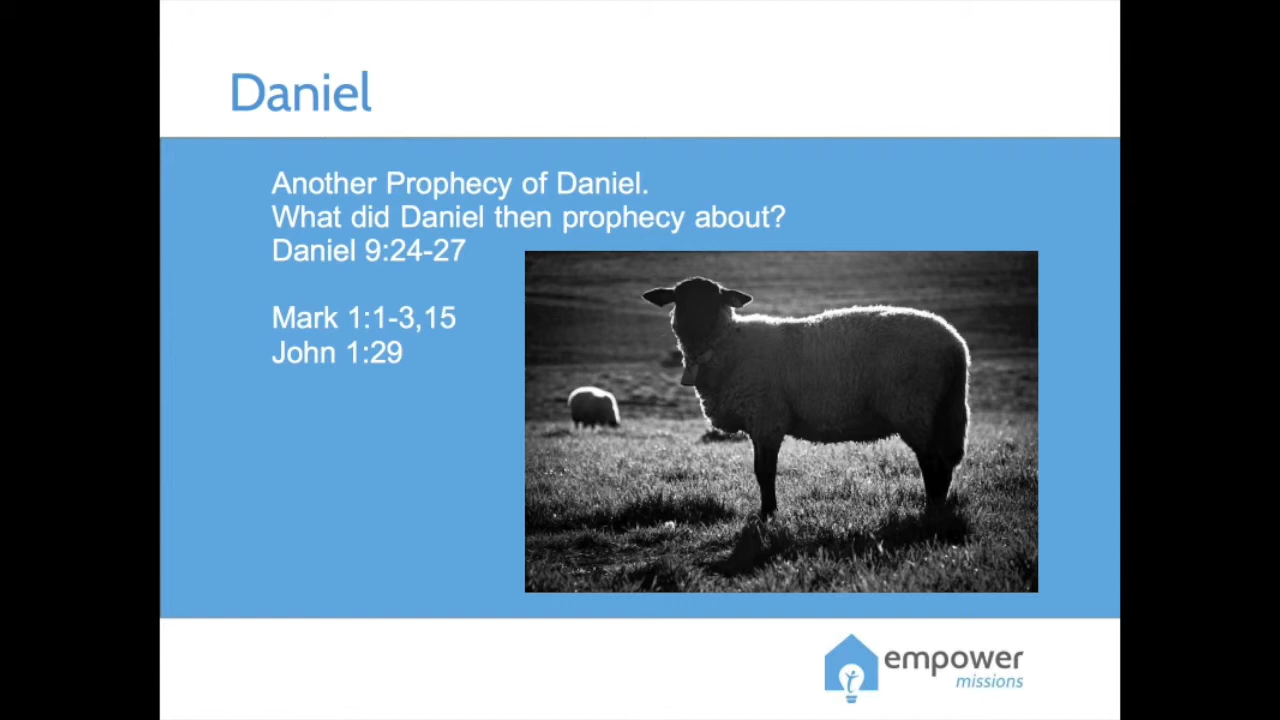 Daniel
Another Prophecy of Daniel.
What did Daniel then prophecy about?
Daniel 9:24-27
Mark 1:1-3,15
John 1:29
empower
missions